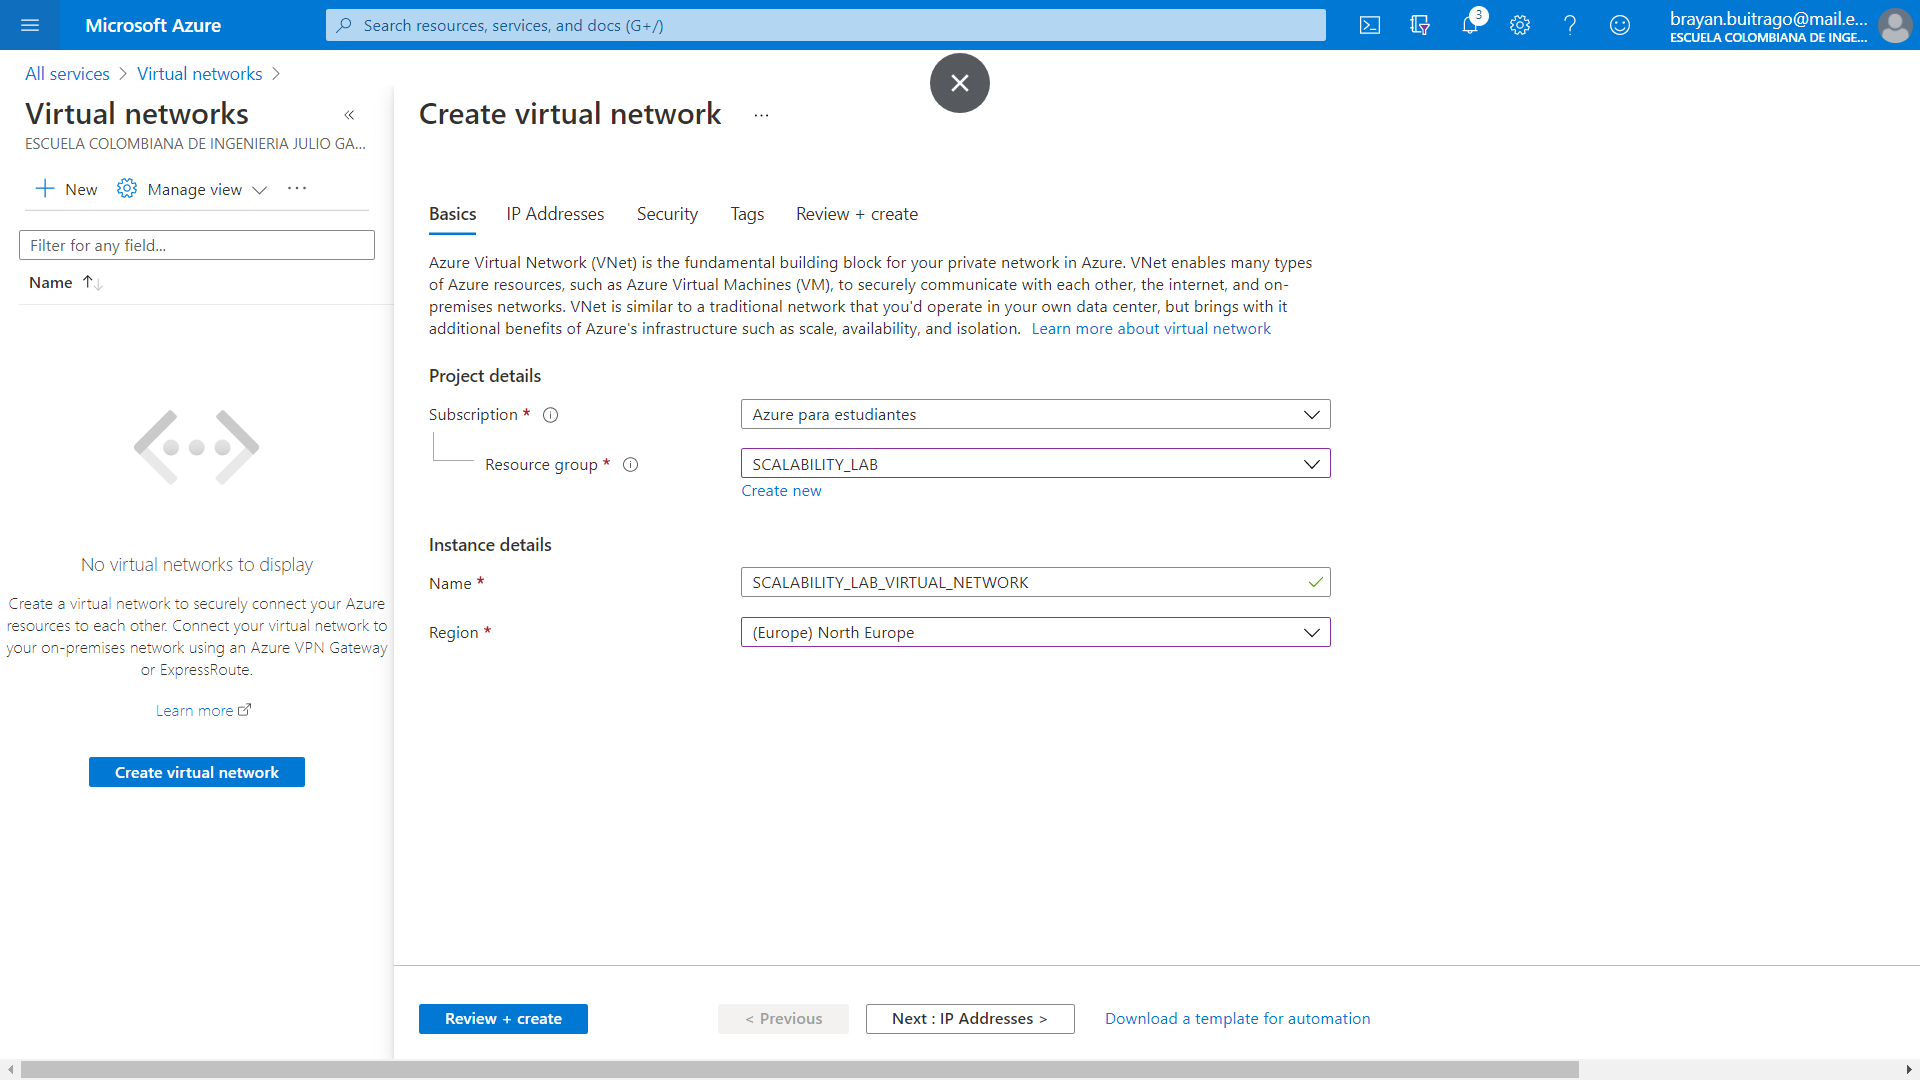 Microsoft Azure
Search resources, services, and docs (G+/)
3
brayan.buitrago@mail.e...
ESCUELA COLOMBIANA DE INGE...
All services > Virtual networks >
Virtual networks
«
ESCUELA COLOMBIANA DE INGENIERIA JULIO GA...
New
Manage view
...
Filter for any field...
Name ↑↓
No virtual networks to display
Create a virtual network to securely connect your Azure
resources to each other. Connect your virtual network to
your on-premises network using an Azure VPN Gateway
or ExpressRoute.
Learn more
Create virtual network
Create virtual network
...
Basics
IP Addresses
Security
Tags
Review + create
Azure Virtual Network (VNet) is the fundamental building block for your private network in Azure. VNet enables many types
of Azure resources, such as Azure Virtual Machines (VM), to securely communicate with each other, the internet, and on-
premises networks. VNet is similar to a traditional network that you'd operate in your own data center, but brings with it
additional benefits of Azure's infrastructure such as scale, availability, and isolation. Learn more about virtual network
Project details
Subscription *
Azure para estudiantes
Resource group *
SCALABILITY_LAB
Create new
Instance details
Name *
SCALABILITY_LAB_VIRTUAL_NETWORK
Region *
(Europe) North Europe
Review + create
< Previous
Next : IP Addresses >
Download a template for automation